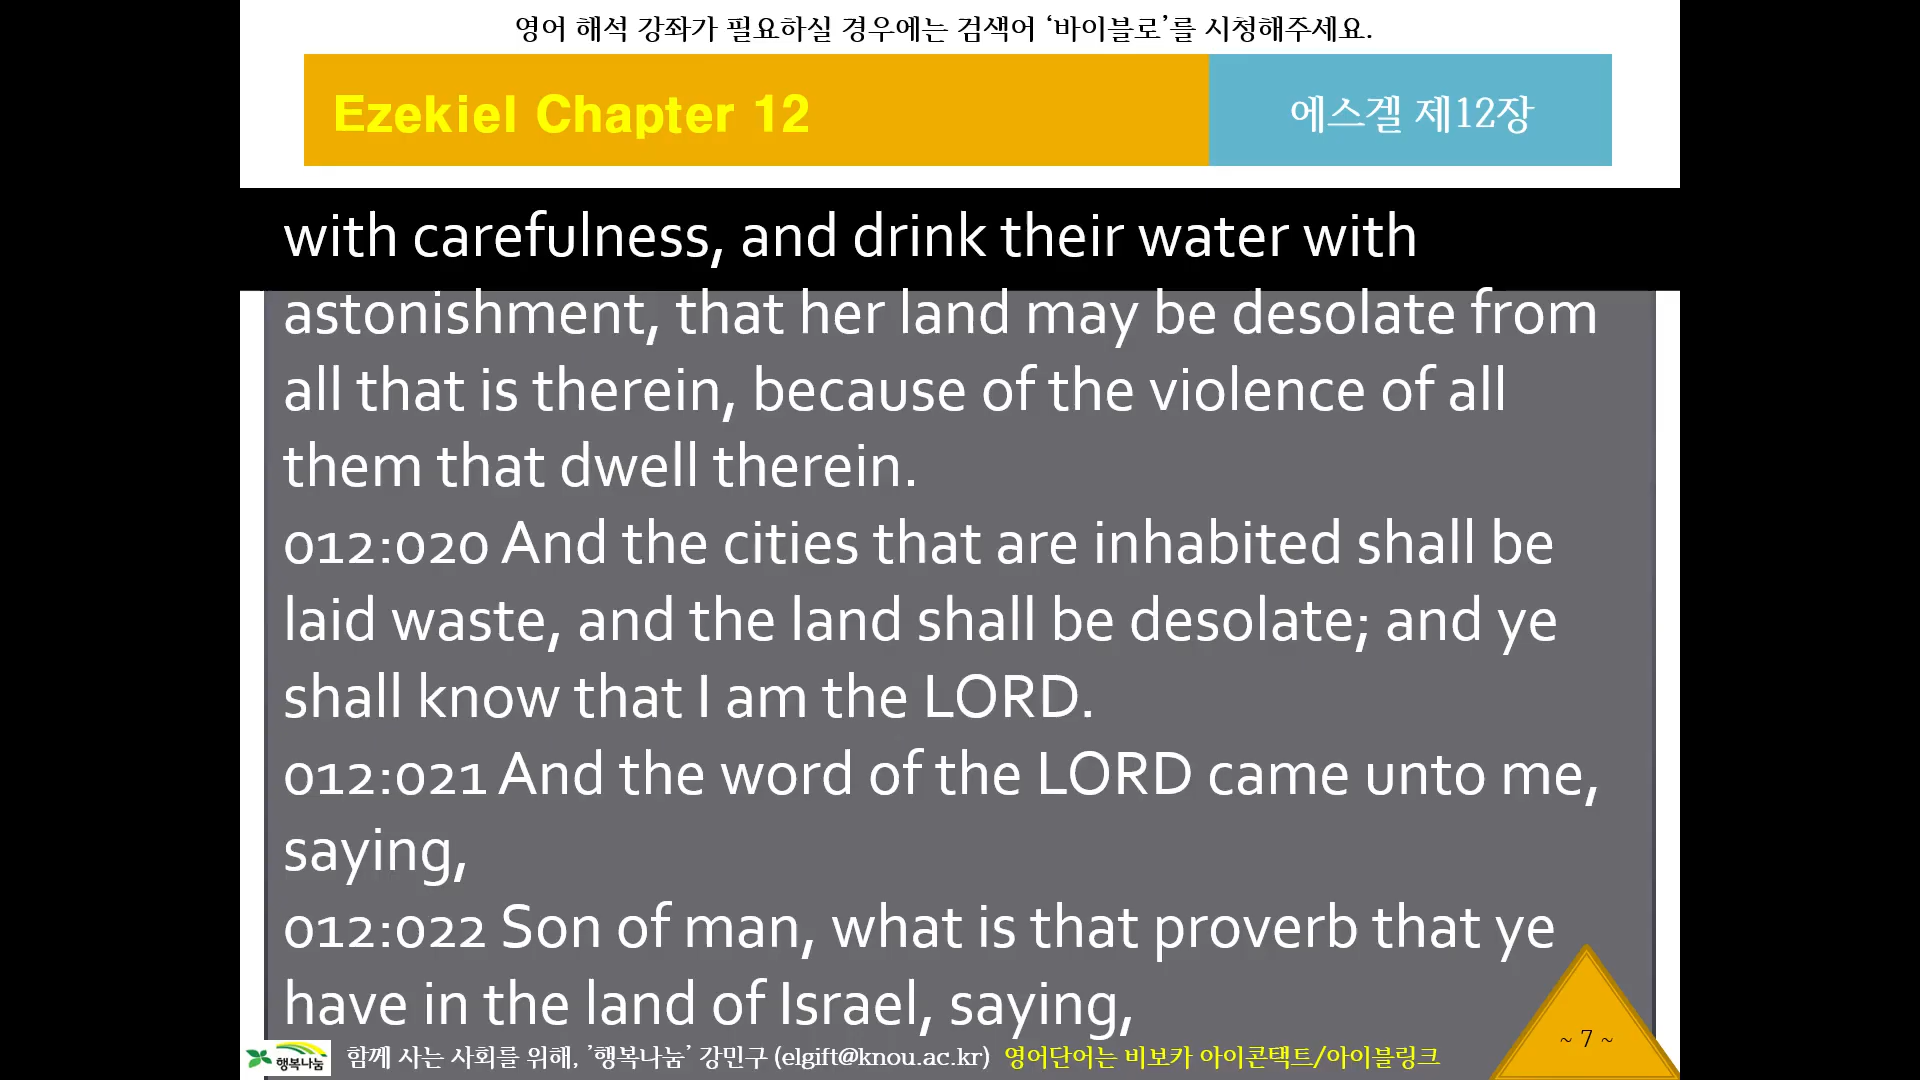 영어 해석 강좌가 필요하실 경우에는 검색어 ‘바이블로’를 시청해주세요.
Ezekiel Chapter 12
에스겔 제12장
with carefulness, and drink their water with
astonishment, that her land may be desolate from
all that is therein, because of the violence of all
them that dwell therein.
012:020 And the cities that are inhabited shall be
laid waste, and the land shall be desolate; and ye
shall know that I am the LORD.
012:021 And the word of the LORD came unto me,
saying,
012:022 Son of man, what is that proverb that ye
have in the land of Israel, saying,
~ 7 ~
행복나눔
함께 사는 사회를 위해, ’행복나눔’ 강민구 (elgift@knou.ac.kr) 영어단어는 비보카 아이콘택트/아이블링크